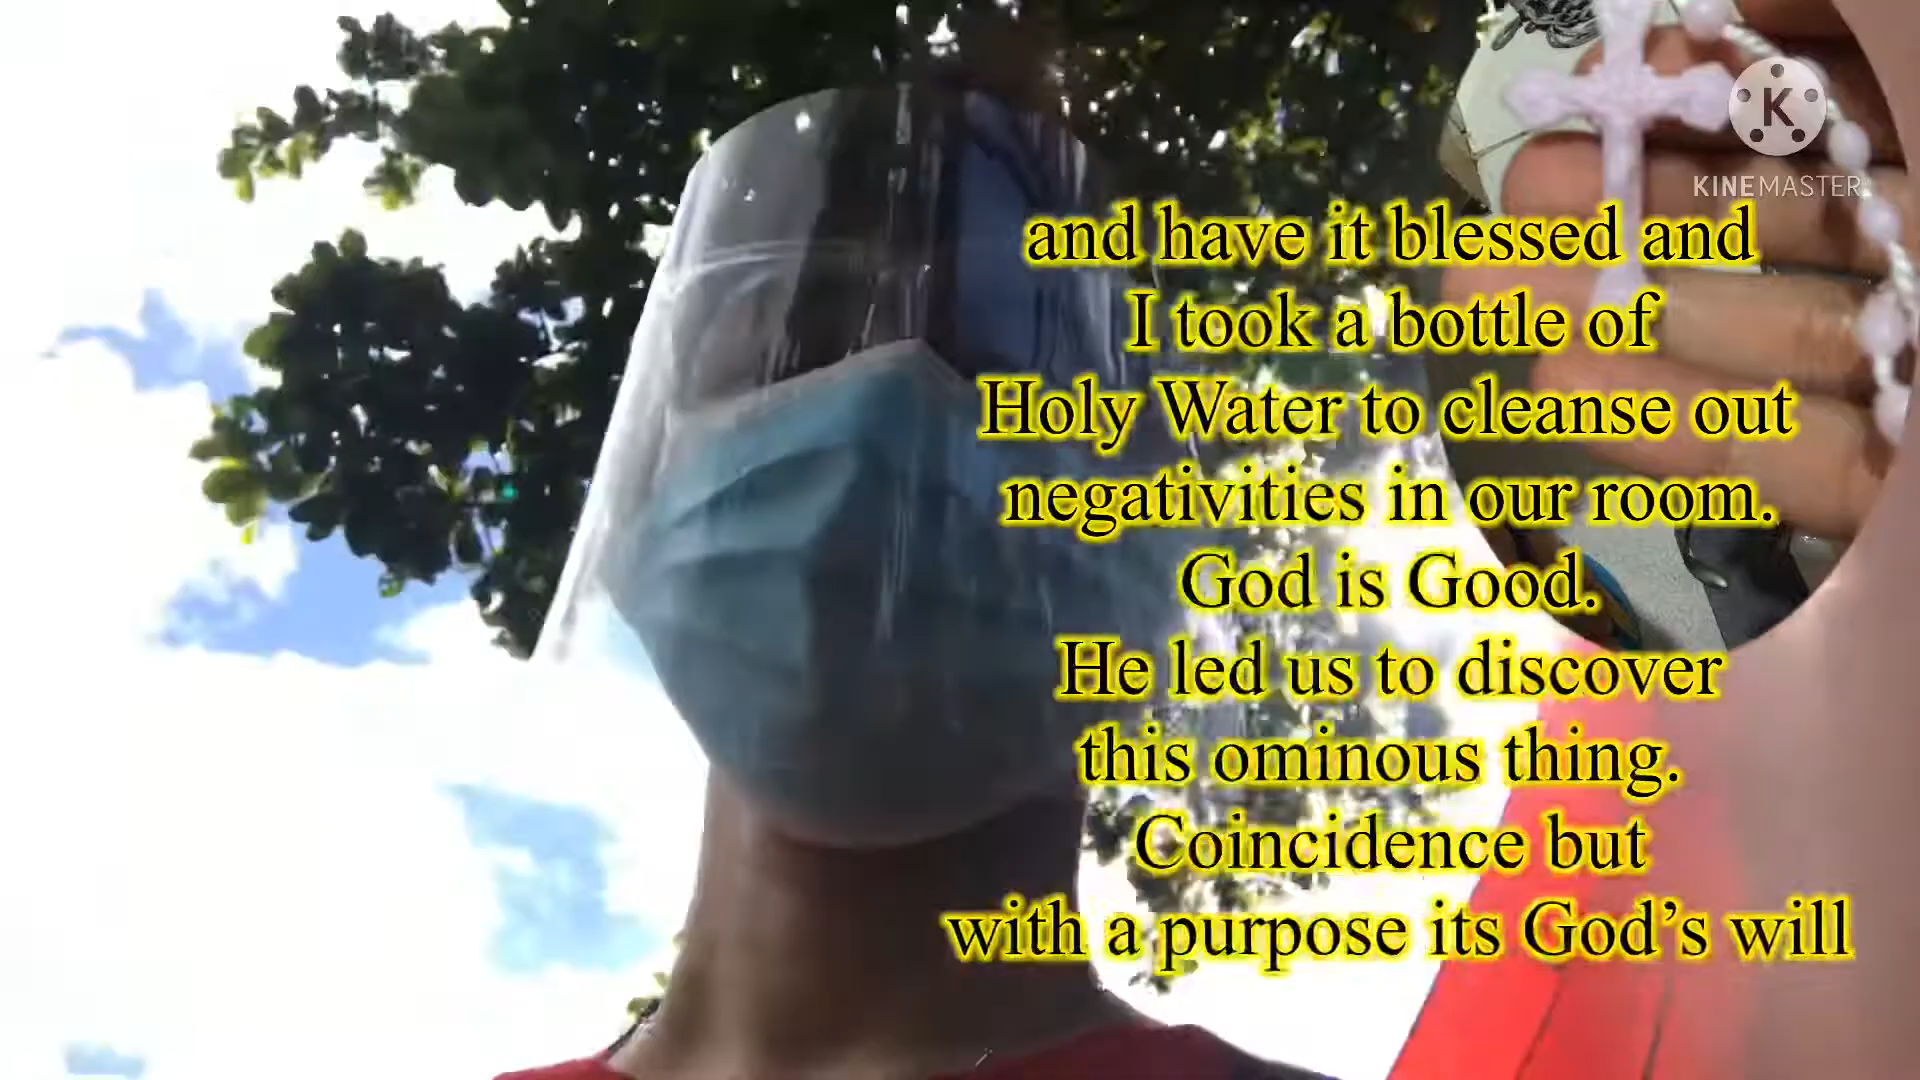 K
KINEMASTER
and have it blessed and
I took a bottle of
Holy Water to cleanse out
negativities in our room.
God is Good.
He led us to discover
this ominous thing.
Coincidence but
with a purpose its God’s will